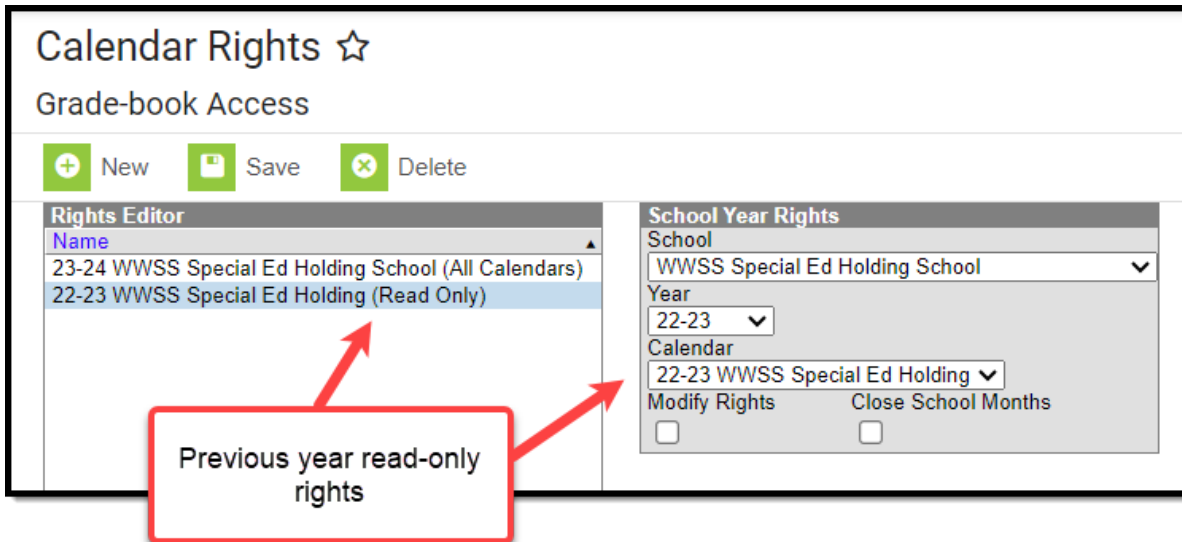 Calendar Rights
Grade-book Access
New Save Delete
Rights Editor
Name
23-24 WWSS Special Ed Holding School (All Calendars)
22-23 WWSS Special Ed Holding (Read Only)
School Year Rights
School
WWSS Special Ed Holding School
Year
22-23
Calendar
22-23 WWSS Special Ed Holding
Modify Rights Close School Months
Previous year read-only
rights